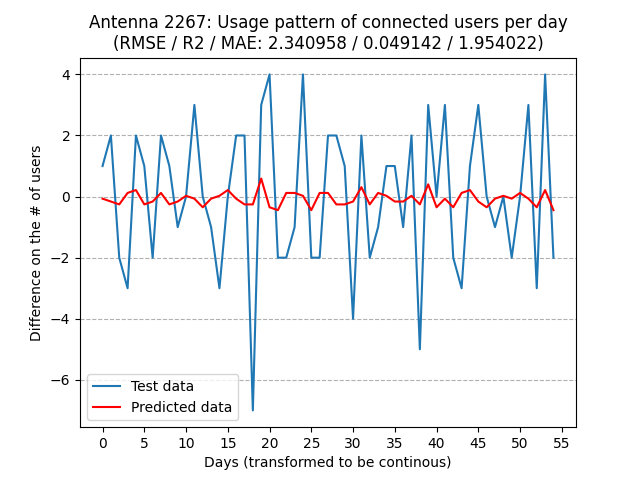 Antenna 2267: Usage pattern of connected users per day
(RMSE / R2 / MAE: 2.340958 / 0.049142 / 1.954022)
Difference on the # of users
4
2
0
−2
−4
−6
Test data
Predicted data
0 5 10 15 20 25 30 35 40 45 50 55
Days (transformed to be continous)